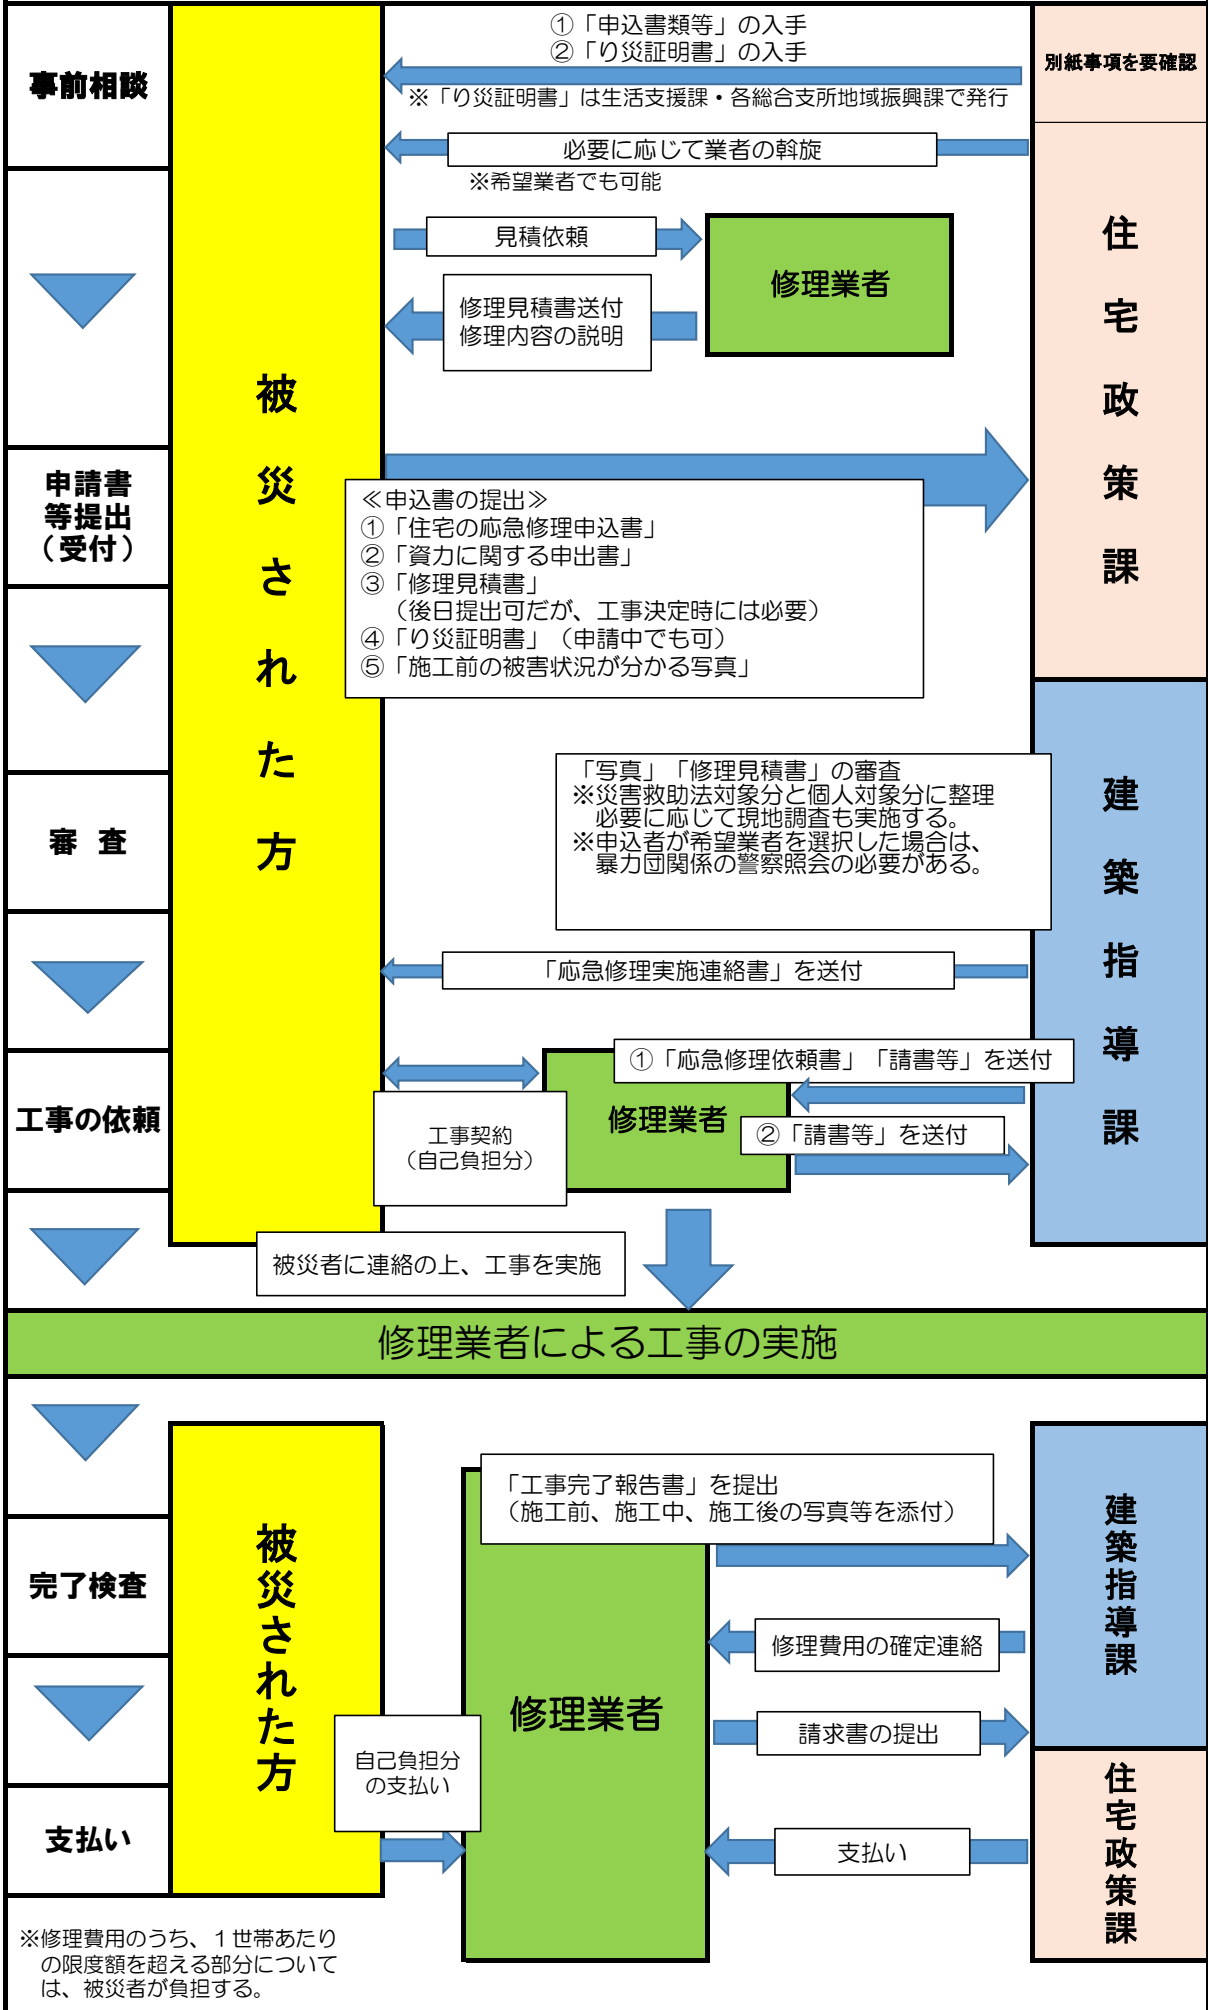 事前相談
①「申込書類等」の入手
②「り災証明書」の入手
※「り災証明書」は生活支援課・各総合支所地域振興課で発行
別紙事項を要確認
必要に応じて業者の斡旋
※希望業者でも可能
見積依頼
修理業者
修理見積書送付
修理内容の説明
被災された方
住宅政策課
申請書
等提出
（受付）
≪申込書の提出≫
①「住宅の応急修理申込書」
②「資力に関する申出書」
③「修理見積書」
（後日提出可だが、工事決定時には必要）
④「り災証明書」（申請中でも可）
⑤「施工前の被害状況が分かる写真」
審 査
「写真」「修理見積書」の審査
※災害救助法対象分と個人対象分に整理
必要に応じて現地調査も実施する。
※申込者が希望業者を選択した場合は、
暴力団関係の警察照会の必要がある。
建築指導課
「応急修理実施連絡書」を送付
工事の依頼
①「応急修理依頼書」「請書等」を送付
修理業者
②「請書等」を送付
工事契約
（自己負担分）
被災者に連絡の上、工事を実施
修理業者による工事の実施
「工事完了報告書」を提出
（施工前、施工中、施工後の写真等を添付）
完了検査
被災された方
建築指導課
修理費用の確定連絡
修理業者
請求書の提出
自己負担分
の支払い
支払い
支払い
住宅政策課
※修理費用のうち、１世帯あたり
の限度額を超える部分について
は、被災者が負担する。